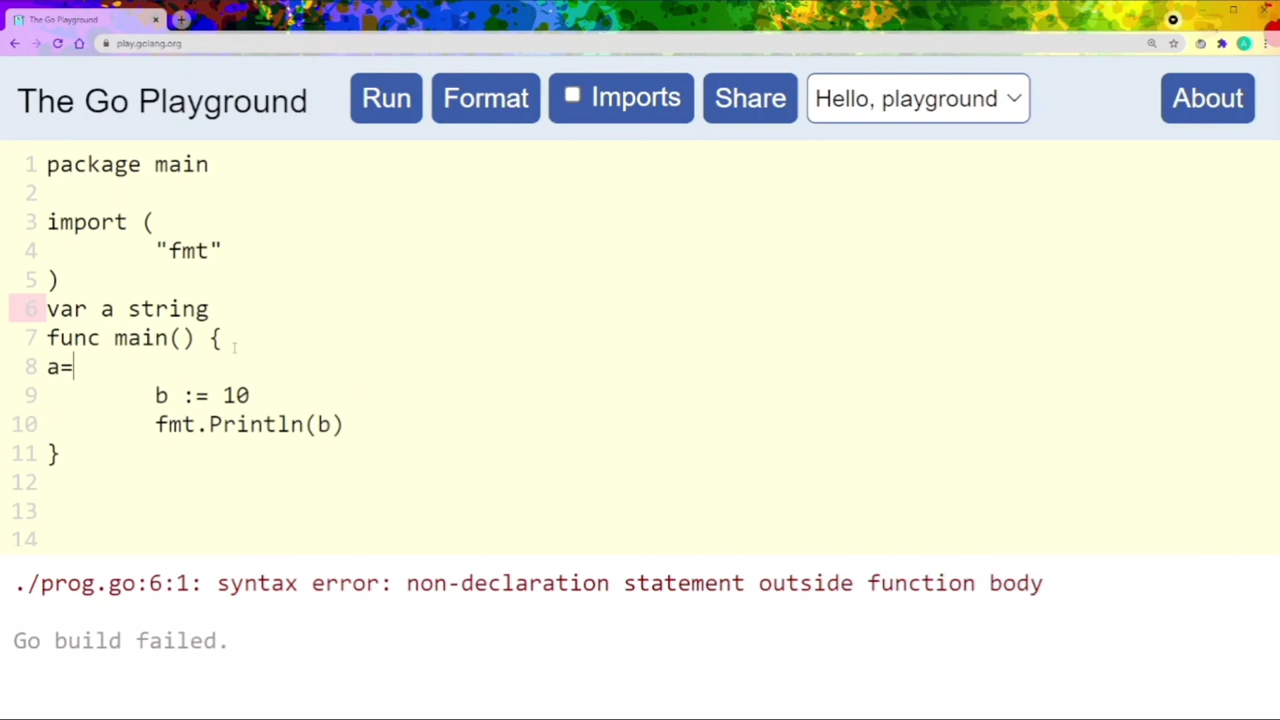 The Go Playground
play.golang.org
The Go Playground Run Format Imports Share Hello, playground About
1 package main
2
3 import (
4 "fmt"
5 )
6 var a string
7 func main() {
8 a=
9 b := 10
10 fmt.Println(b)
11 }
12
13
14
./prog.go:6:1: syntax error: non-declaration statement outside function body
Go build failed.